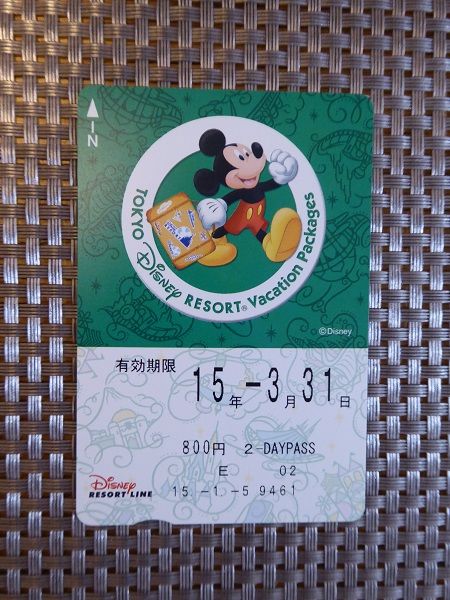 IN
TOKYO Disney RESORT® Vacation Packages
©Disney
有効期限
15年-3月31日
800円 2-DAYPASS
E 02
15.-1.-5 9461
Disney
RESORT LINE